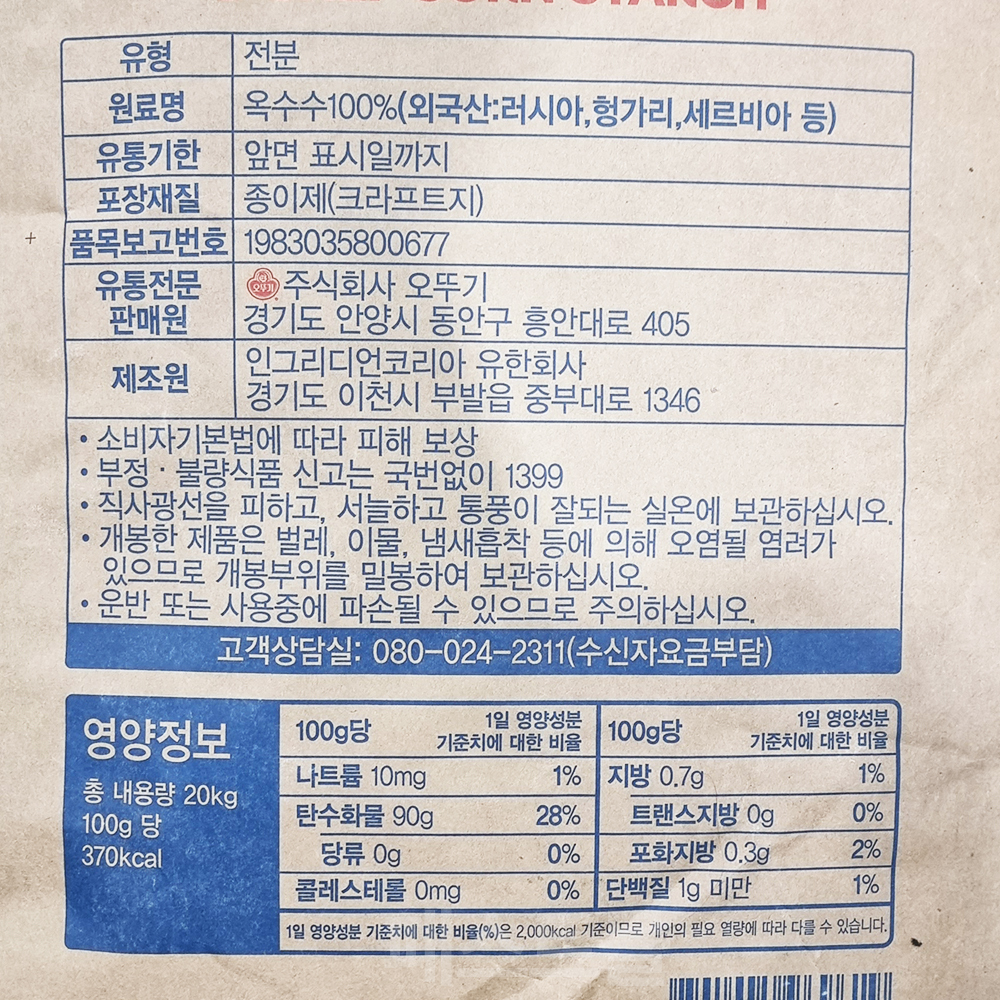 CORN STARCH
유형 전분
원료명 옥수수100%(외국산:러시아,헝가리,세르비아 등)
유통기한 앞면 표시일까지
포장재질 종이제(크라프트지)
품목보고번호 1983035800677
유통전문 오뚜기 주식회사 오뚜기
판매원 경기도 안양시 동안구 흥안대로 405
제조원 인그리디언코리아 유한회사
경기도 이천시 부발읍 중부대로 1346
• 소비자기본법에 따라 피해 보상
• 부정 · 불량식품 신고는 국번없이 1399
• 직사광선을 피하고, 서늘하고 통풍이 잘되는 실온에 보관하십시오.
• 개봉한 제품은 벌레, 이물, 냄새흡착 등에 의해 오염될 염려가
있으므로 개봉부위를 밀봉하여 보관하십시오.
• 운반 또는 사용중에 파손될 수 있으므로 주의하십시오.
고객상담실: 080-024-2311(수신자요금부담)
영양정보
총 내용량 20kg
100g 당
370kcal
100g당 1일 영양성분 기준치에 대한 비율 100g당 1일 영양성분 기준치에 대한 비율
나트륨 10mg 1% 지방 0.7g 1%
탄수화물 90g 28% 트랜스지방 0g 0%
당류 0g 0% 포화지방 0.3g 2%
콜레스테롤 0mg 0% 단백질 1g 미만 1%
1일 영양성분 기준치에 대한 비율(%)은 2,000kcal 기준이므로 개인의 필요 열량에 따라 다를 수 있습니다.